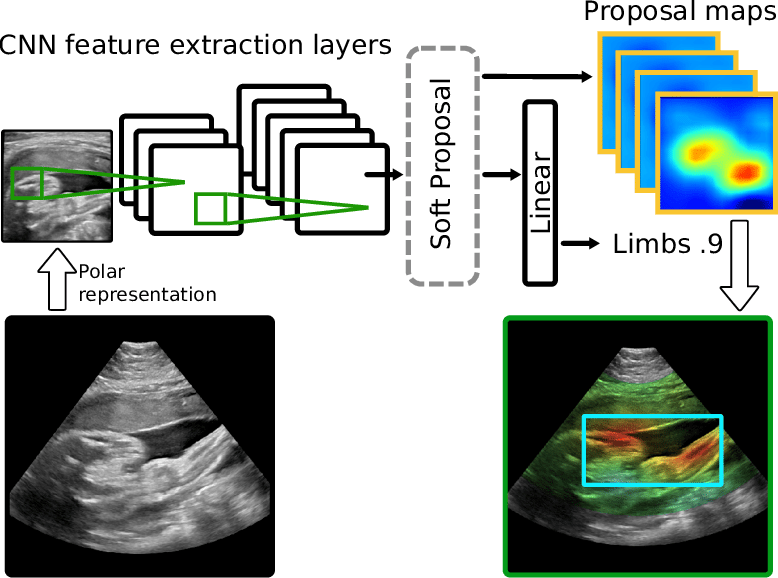 Proposal maps
CNN feature extraction layers
Soft Proposal
Linear
Limbs .9
Polar
representation